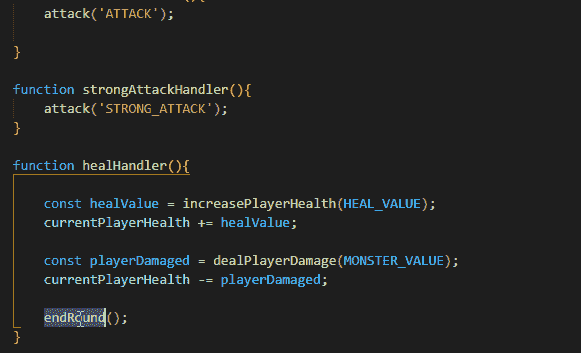 attack('ATTACK');
}
function strongAttackHandler(){
attack('STRONG_ATTACK');
}
function healHandler(){
const healValue = increasePlayerHealth(HEAL_VALUE);
currentPlayerHealth += healValue;
const playerDamaged = dealPlayerDamage(MONSTER_VALUE);
currentPlayerHealth -= playerDamaged;
endRound();
}